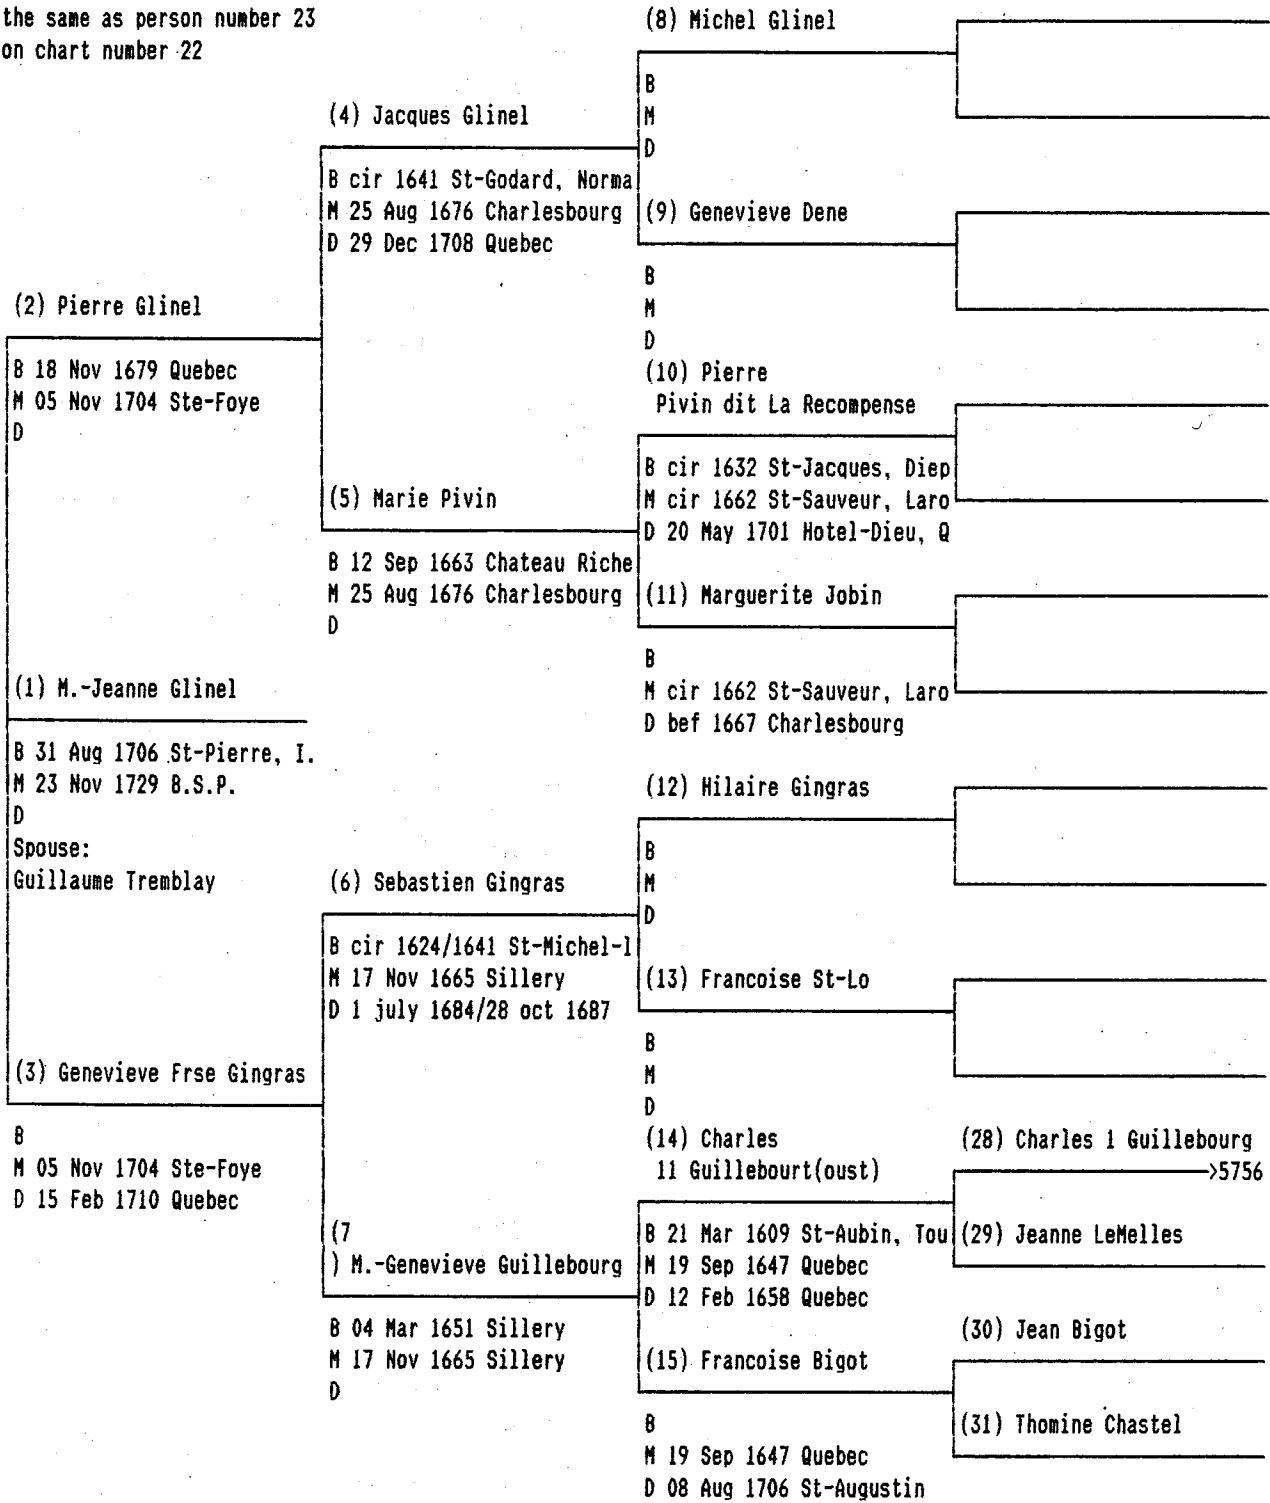 the same as person number 23
on chart number 22
(8) Michel Glinel
B
M
D
(4) Jacques Glinel
B cir 1641 St-Godard, Norma
M 25 Aug 1676 Charlesbourg
D 29 Dec 1708 Quebec
(9) Genevieve Dene
B
M
D
(2) Pierre Glinel
B 18 Nov 1679 Quebec
M 05 Nov 1704 Ste-Foye
D
(10) Pierre
Pivin dit La Recompense
B cir 1632 St-Jacques, Diep
M cir 1662 St-Sauveur, Laro
D 20 May 1701 Hotel-Dieu, Q
(5) Marie Pivin
B 12 Sep 1663 Chateau Riche
M 25 Aug 1676 Charlesbourg
D
(11) Marguerite Jobin
B
M cir 1662 St-Sauveur, Laro
D bef 1667 Charlesbourg
(1) M.-Jeanne Glinel
B 31 Aug 1706 St-Pierre, I.
M 23 Nov 1729 B.S.P.
D
Spouse:
Guillaume Tremblay
(12) Hilaire Gingras
B
M
D
(6) Sebastien Gingras
B cir 1624/1641 St-Michel-l
M 17 Nov 1665 Sillery
D 1 july 1684/28 oct 1687
(13) Francoise St-Lo
B
M
D
(3) Genevieve Frse Gingras
B
M 05 Nov 1704 Ste-Foye
D 15 Feb 1710 Quebec
(14) Charles
11 Guillebourt(oust)
B 21 Mar 1609 St-Aubin, Tou
M 19 Sep 1647 Quebec
D 12 Feb 1658 Quebec
(28) Charles 1 Guillebourg
>5756
(29) Jeanne LeMelles
(7
) M.-Genevieve Guillebourg
B 04 Mar 1651 Sillery
M 17 Nov 1665 Sillery
D
(15) Francoise Bigot
B
M 19 Sep 1647 Quebec
D 08 Aug 1706 St-Augustin
(30) Jean Bigot
(31) Thomine Chastel